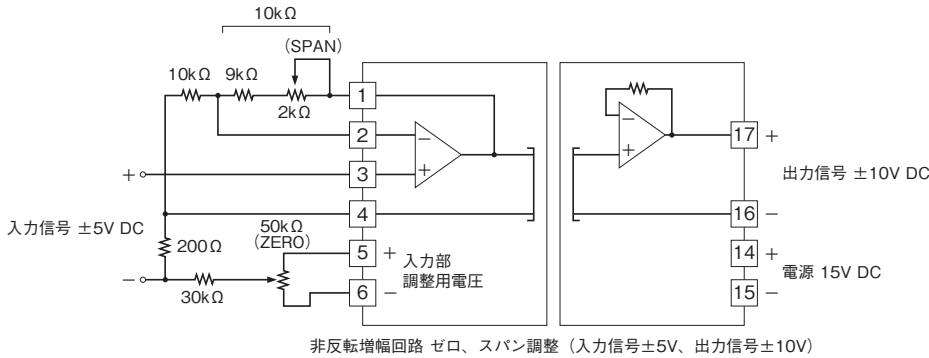 10kΩ
(SPAN)
10kΩ
9kΩ
2kΩ
1
2
3
4
5
6
+
-
入力信号 ±5V DC
200Ω
30kΩ
50kΩ
(ZERO)
+
-
入力部
調整用電圧
-
+
-
+
17
16
14
15
+
出力信号 ±10V DC
-
+
電源 15V DC
-
非反転増幅回路 ゼロ、スパン調整（入力信号±5V、出力信号±10V）